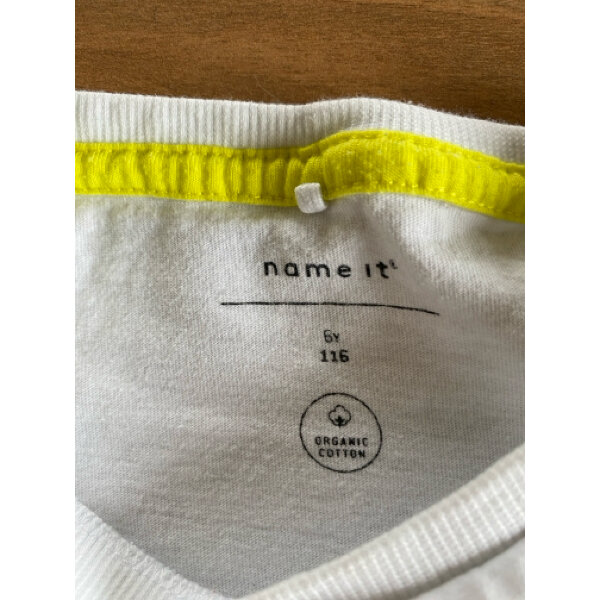 name it
6Y
116
ORGANIC
COTTON